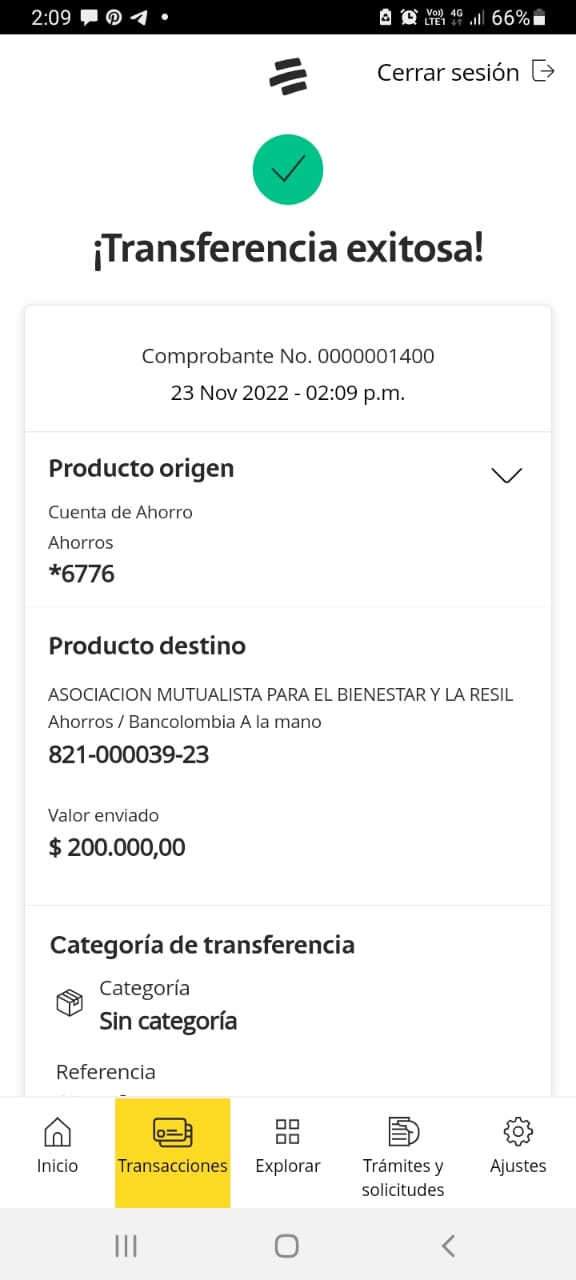 2:09
Vo))
LTE1
4G
66%
Cerrar sesión
¡Transferencia exitosa!
Comprobante No. 0000001400
23 Nov 2022 - 02:09 p.m.
Producto origen
Cuenta de Ahorro
Ahorros
*6776
Producto destino
ASOCIACION MUTUALISTA PARA EL BIENESTAR Y LA RESIL
Ahorros / Bancolombia A la mano
821-000039-23
Valor enviado
$ 200.000,00
Categoría de transferencia
Categoría
Sin categoría
Referencia
Inicio
Transacciones
Explorar
Trámites y
solicitudes
Ajustes